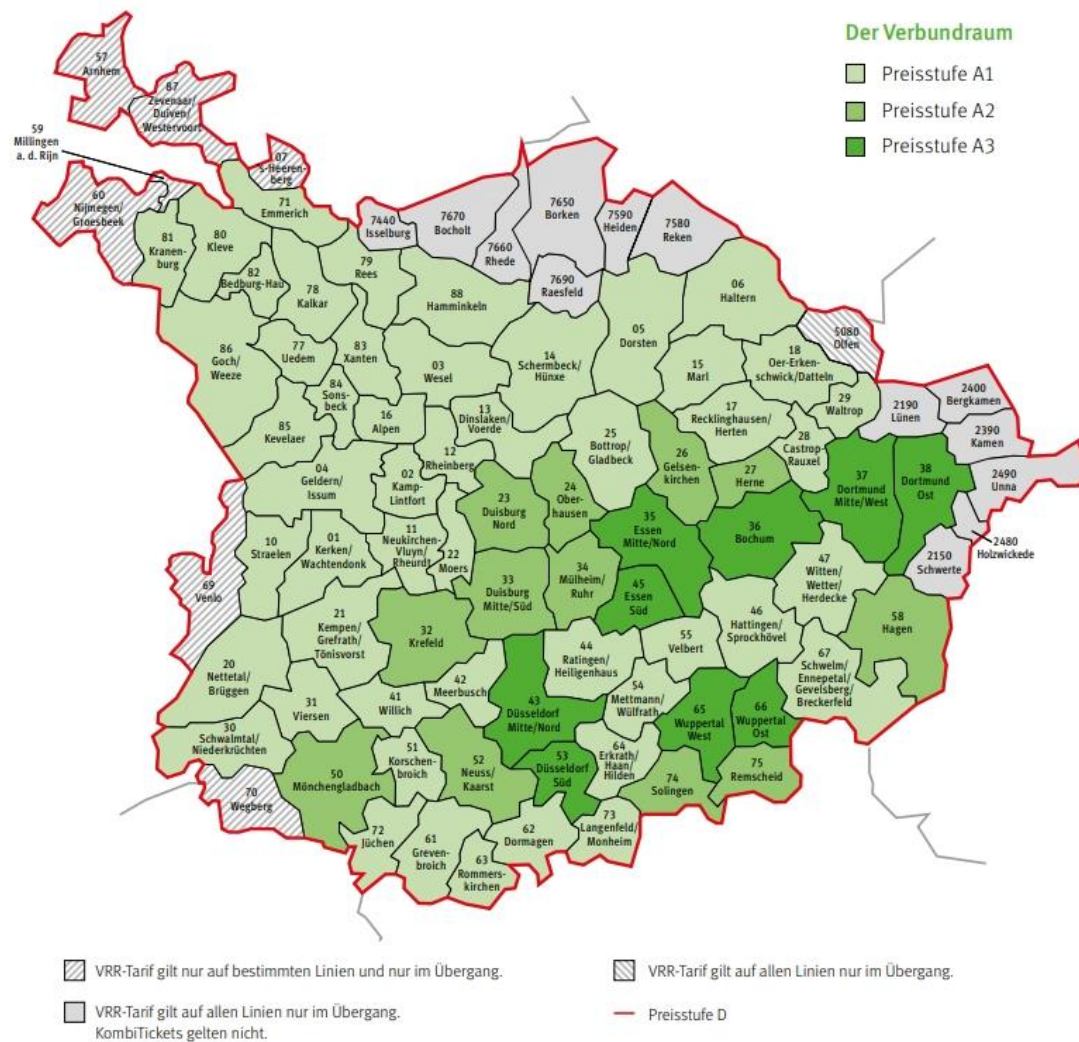 Der Verbundraum
Preisstufe A1
Preisstufe A2
Preisstufe A3
57
Arnhem
87
Zevenaar/
Duiven/
Westervoort
59
Millingen
a. d. Rijn
07
's-Heeren-
berg
60
Nijmegen/
Groesbeek
71
Emmerich
81
Kranen-
burg
80
Kleve
82
Bedburg-Hau
79
Rees
78
Kalkar
7440
Isselburg
7670
Bocholt
7660
Rhede
7650
Borken
7590
Heiden
7580
Reken
7690
Raesfeld
88
Hamminkeln
06
Haltern
05
Dorsten
5080
Olfen
86
Goch/
Weeze
77
Uedem
83
Xanten
03
Wesel
14
Schermbeck/
Hünxe
15
Marl
18
Oer-Erken-
schwick/Datteln
84
Sons-
beck
16
Alpen
29
Waltrop
2190
Lünen
2400
Bergkamen
2390
Kamen
2490
Unna
85
Kevelaer
13
Dinslaken/
Voerde
17
Recklinghausen/
Herten
28
Castrop-
Rauxel
25
Bottrop/
Gladbeck
12
Rheinberg
02
Kamp-
Lintfort
04
Geldern/
Issum
26
Gelsen-
kirchen
27
Herne
37
Dortmund
Mitte/West
38
Dortmund
Ost
23
Duisburg
Nord
24
Ober-
hausen
35
Essen
Mitte/Nord
36
Bochum
2480
Holzwickede
2150
Schwerte
10
Straelen
01
Kerken/
Wachtendonk
11
Neukirchen-
Vluyn/
Rheurdt
22
Moers
69
Venlo
33
Duisburg
Mitte/Süd
34
Mülheim/
Ruhr
45
Essen
Süd
47
Witten/
Wetter/
Herdecke
46
Hattingen/
Sprockhövel
58
Hagen
21
Kempen/
Grefrath/
Tönisvorst
32
Krefeld
44
Ratingen/
Heiligenhaus
55
Velbert
67
Schwelm/
Ennepetal/
Gevelsberg/
Breckerfeld
20
Nettetal/
Brüggen
31
Viersen
41
Willich
42
Meerbusch
43
Düsseldorf
Mitte/Nord
54
Mettmann/
Wülfrath
65
Wuppertal
West
66
Wuppertal
Ost
30
Schwalmtal/
Niederkrüchten
51
Korschen-
broich
52
Neuss/
Kaarst
53
Düsseldorf
Süd
64
Erkrath/
Haan/
Hilden
74
Solingen
75
Remscheid
70
Wegberg
50
Mönchengladbach
72
Jüchen
61
Greven-
broich
63
Rommers-
kirchen
62
Dormagen
73
Langenfeld/
Monheim
VRR-Tarif gilt nur auf bestimmten Linien und nur im Übergang.
VRR-Tarif gilt auf allen Linien nur im Übergang.
VRR-Tarif gilt auf allen Linien nur im Übergang.
KombiTickets gelten nicht.
Preisstufe D